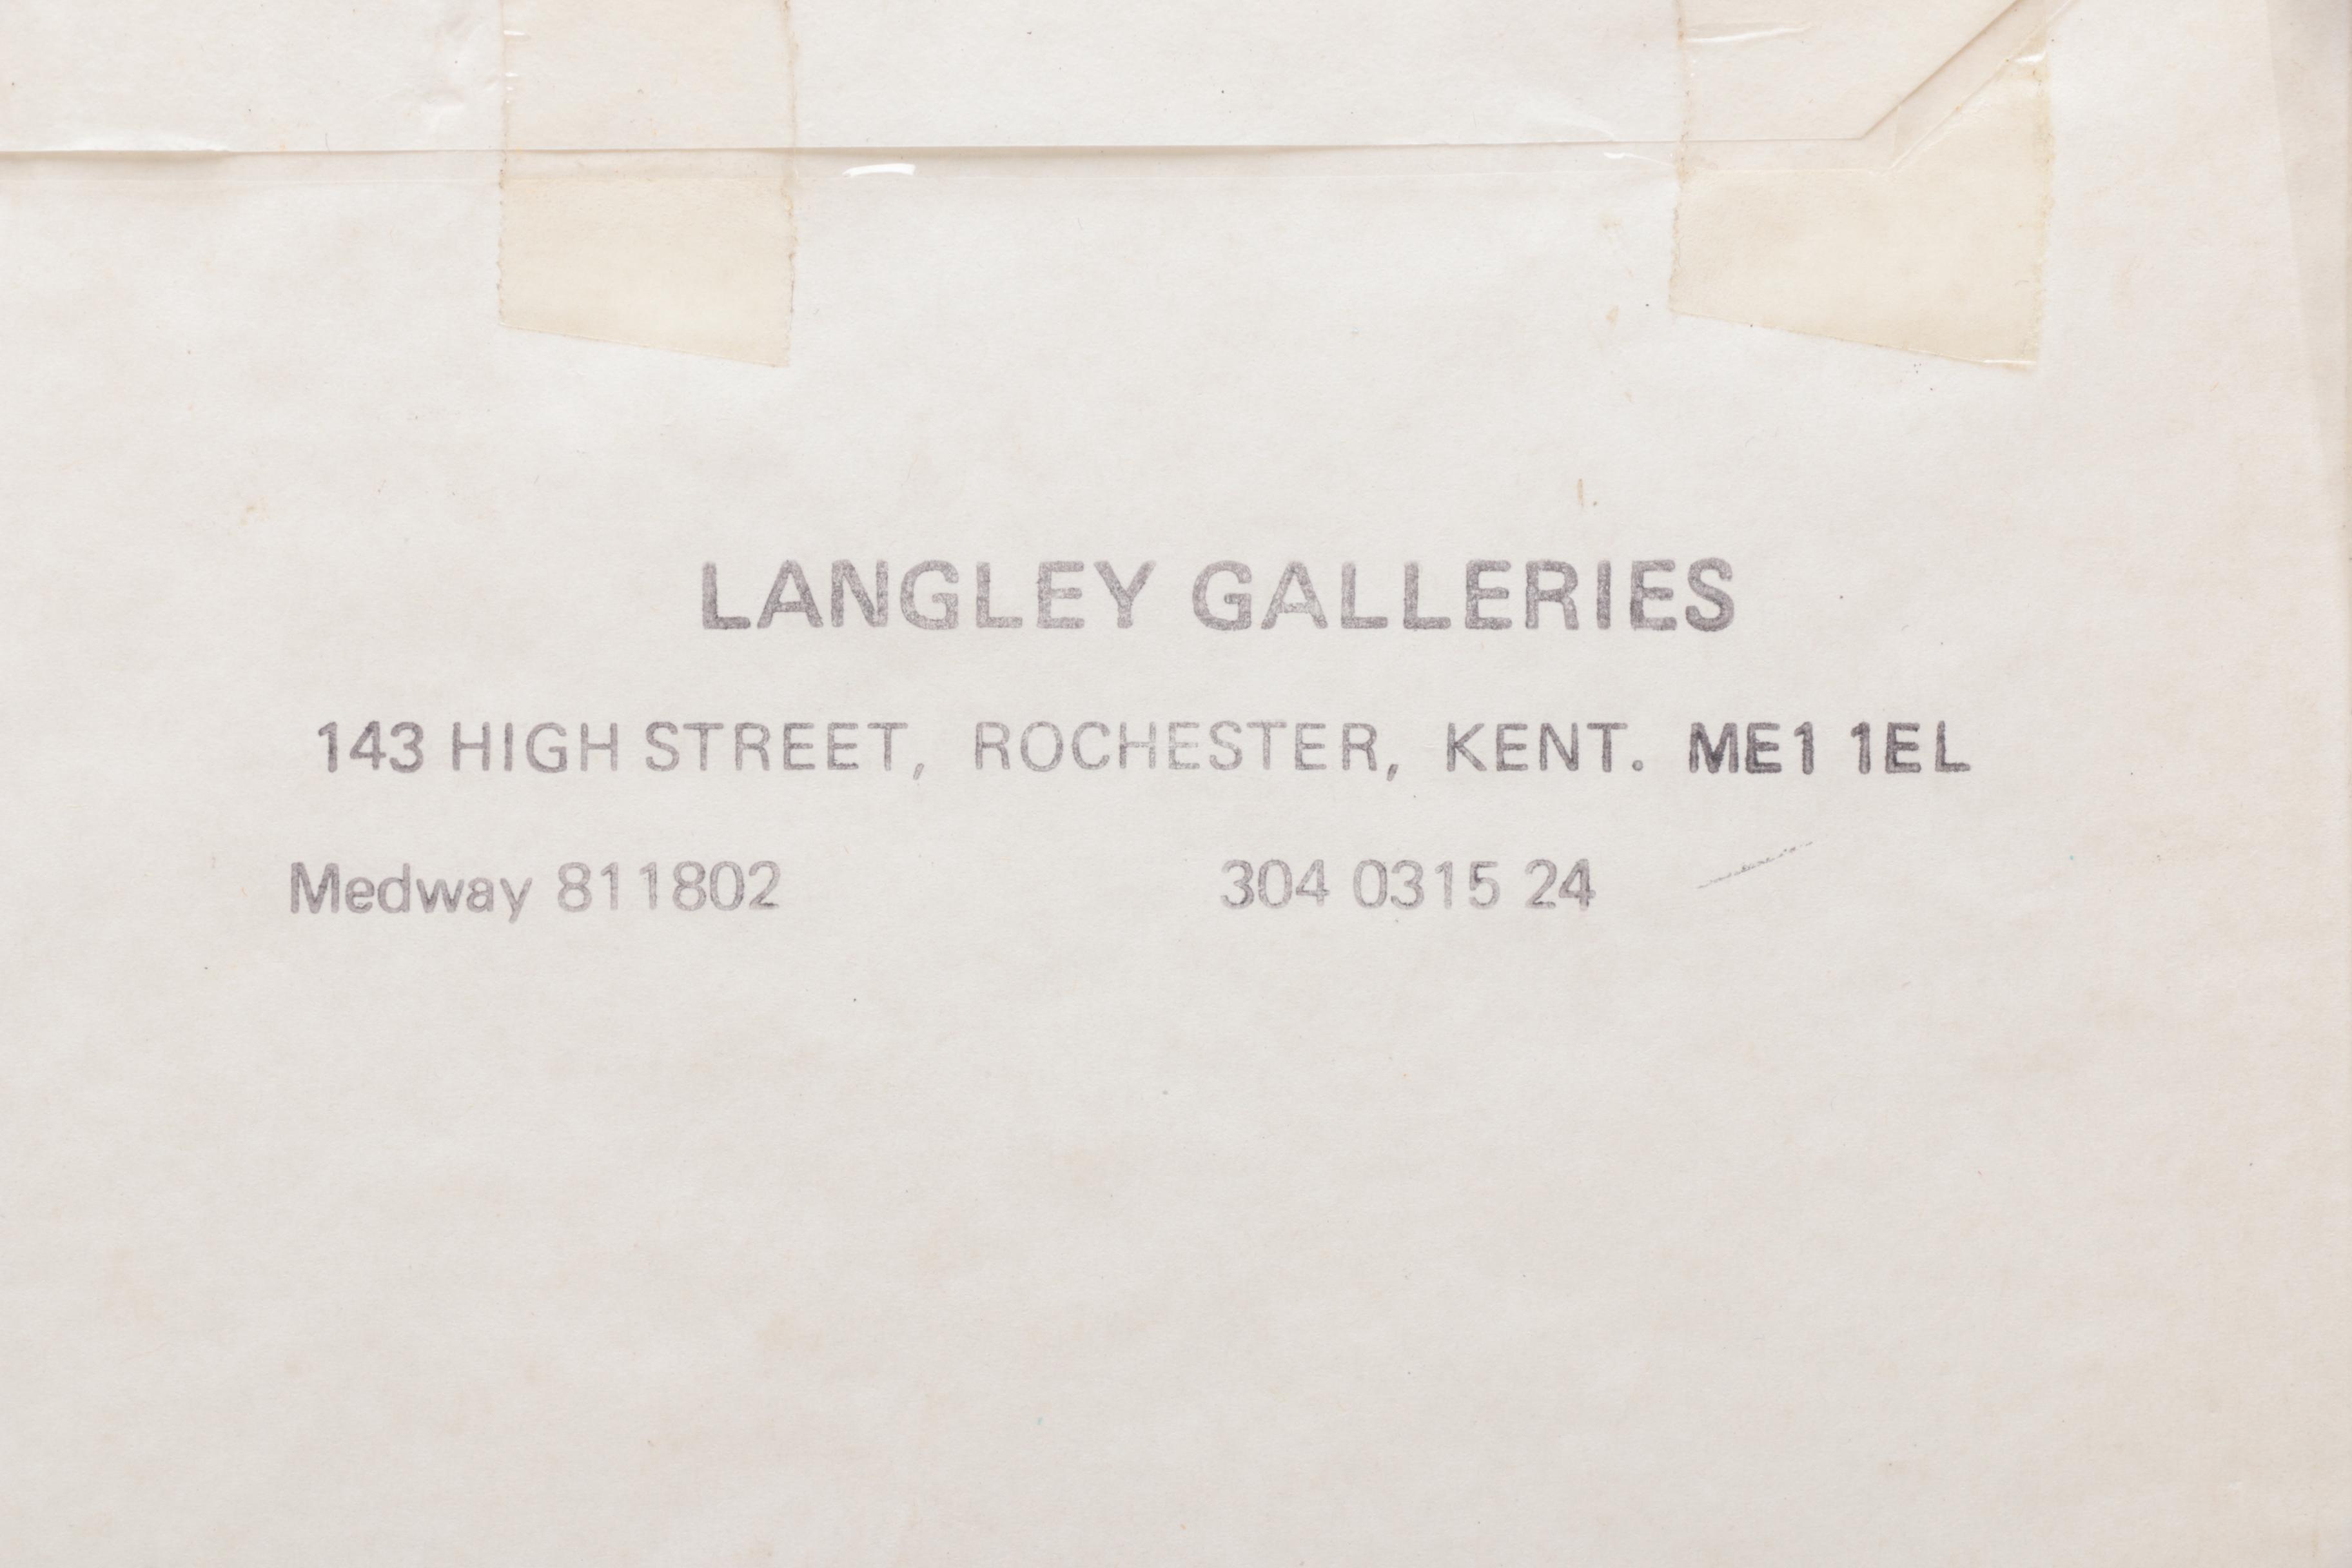 LANGLEY GALLERIES
143 HIGH STREET, ROCHESTER, KENT. ME1 1EL
Medway 811802 304 0315 24